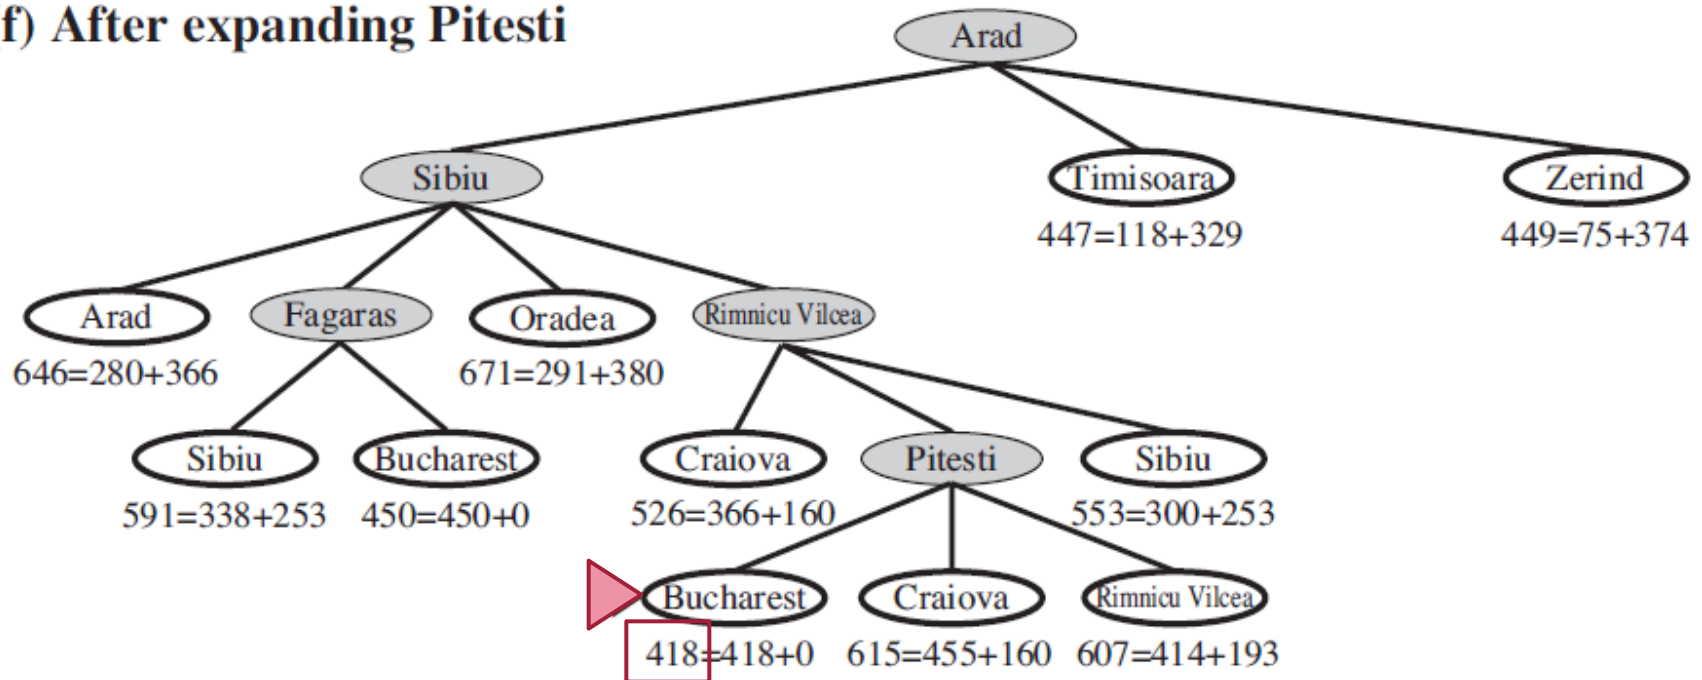 f) After expanding Pitesti
Arad
Sibiu Timisoara Zerind
447=118+329 449=75+374
Arad Fagaras Oradea Rimnicu Vilcea
646=280+366 671=291+380
Sibiu Bucharest Craiova Pitesti Sibiu
591=338+253 450=450+0 526=366+160 553=300+253
Bucharest Craiova Rimnicu Vilcea
418=418+0 615=455+160 607=414+193